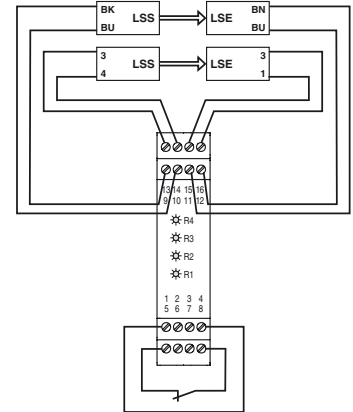 BK LSS LSE BN
BU BU
3 LSS LSE 3
4 1
13 14 15 16
9 10 11 12
R4
R3
R2
R1
1 2 3 4
5 6 7 8